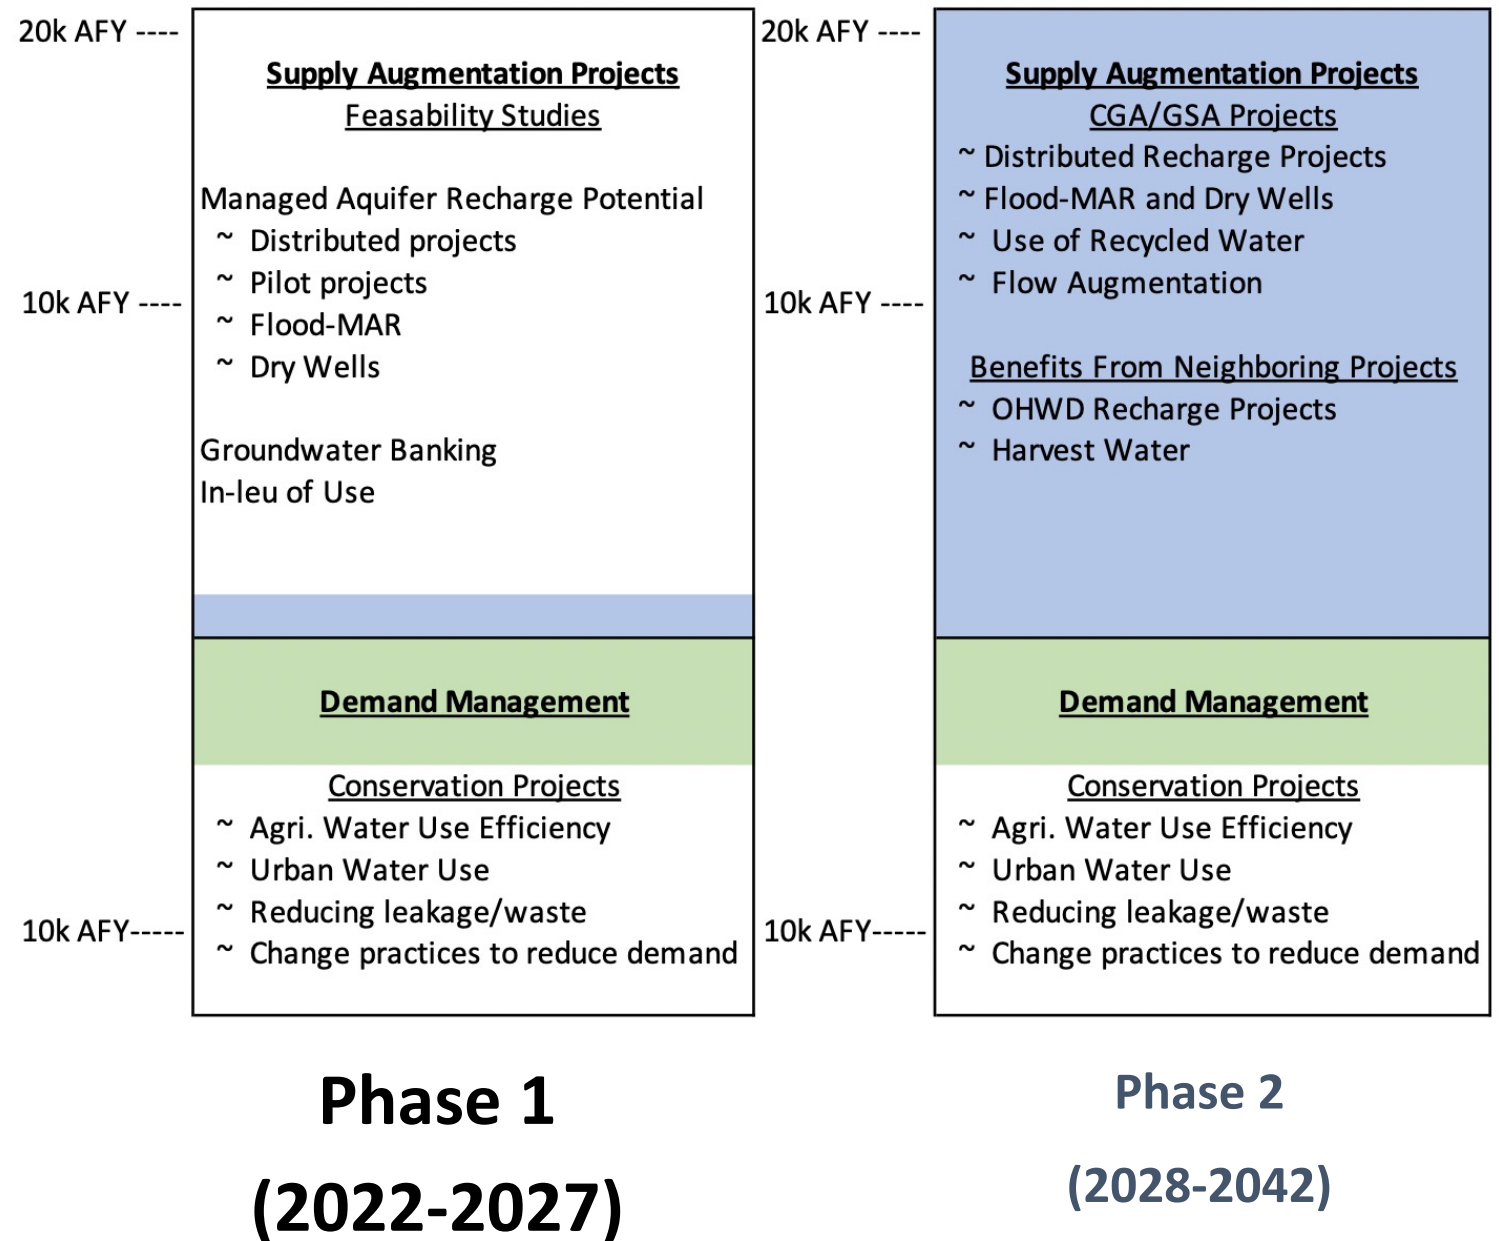 20k AFY ----
Supply Augmentation Projects
Feasability Studies
Managed Aquifer Recharge Potential
~ Distributed projects
~ Pilot projects
10k AFY ----
~ Flood-MAR
~ Dry Wells
Groundwater Banking
In-leu of Use
Demand Management
Conservation Projects
~ Agri. Water Use Efficiency
~ Urban Water Use
~ Reducing leakage/waste
10k AFY-----
~ Change practices to reduce demand
Phase 1
(2022-2027)
20k AFY ----
Supply Augmentation Projects
CGA/GSA Projects
~ Distributed Recharge Projects
~ Flood-MAR and Dry Wells
~ Use of Recycled Water
~ Flow Augmentation
10k AFY ----
Benefits From Neighboring Projects
~ OHWD Recharge Projects
~ Harvest Water
Demand Management
Conservation Projects
~ Agri. Water Use Efficiency
~ Urban Water Use
~ Reducing leakage/waste
10k AFY-----
~ Change practices to reduce demand
Phase 2
(2028-2042)